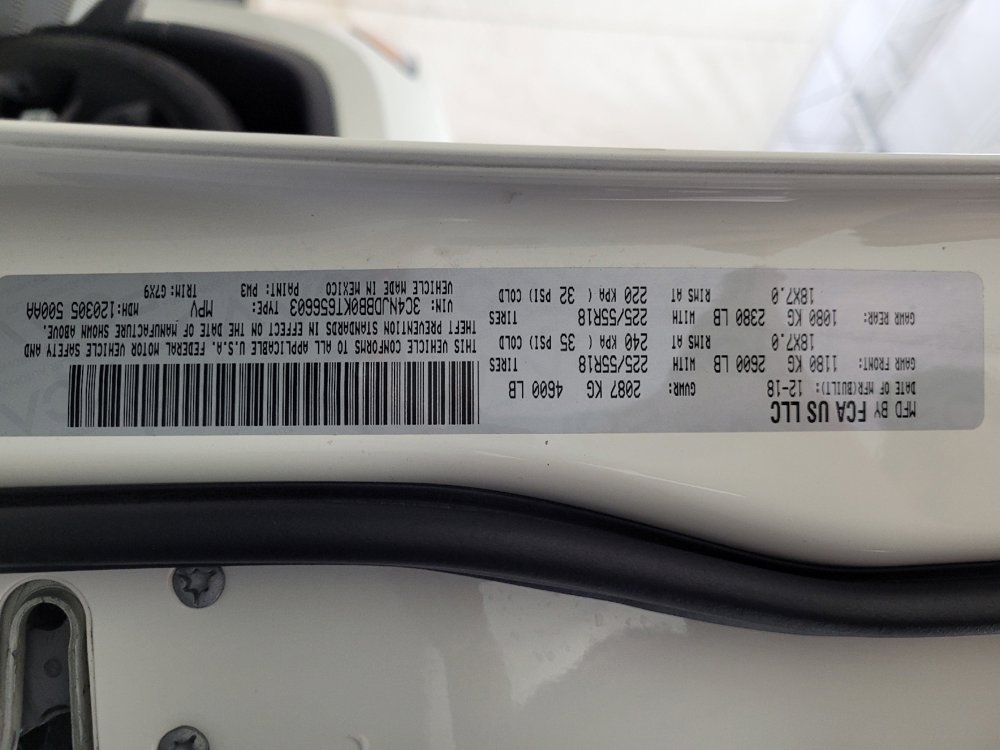 MFD BY FCA US LLC
DATE OF MFR(BUILT): 12-18 GVWR: 2087 KG 4600 LB
GAWR FRONT: 1180 KG 2600 LB WITH 225/55R18 TIRES
18X7.0 RIMS AT 240 KPA ( 35 PSI) COLD
GAWR REAR: 1080 KG 2380 LB WITH 225/55R18 TIRES
18X7.0 RIMS AT 220 KPA ( 32 PSI) COLD
THIS VEHICLE CONFORMS TO ALL APPLICABLE U.S.A. FEDERAL MOTOR VEHICLE SAFETY AND
THEFT PREVENTION STANDARDS IN EFFECT ON THE DATE OF MANUFACTURE SHOWN ABOVE.
VIN: 3C4NJDBB0KT656603 TYPE: MPV MDH: 120305 500AA
VEHICLE MADE IN MEXICO PAINT: PW3 TRIM: G7X9